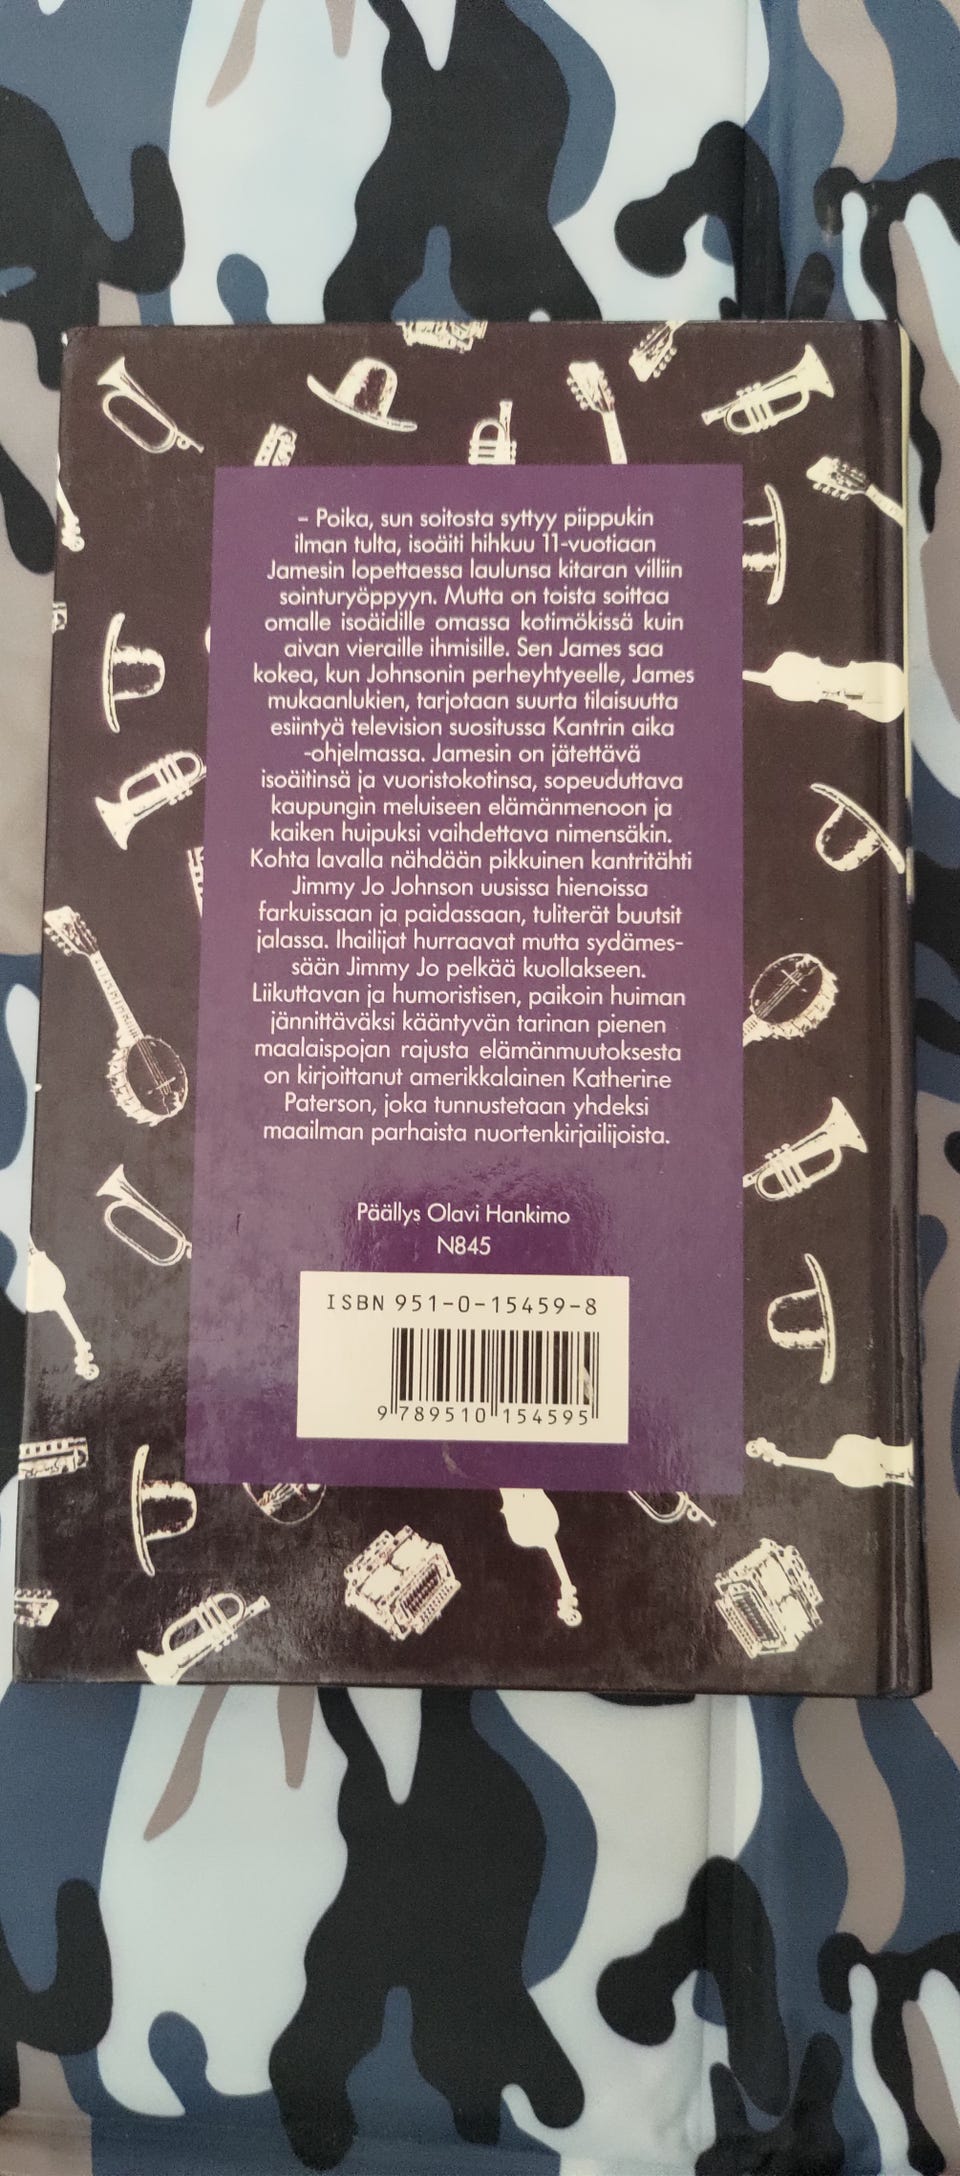 – Poika, sun soitosta syttyy piippukin
ilman tulta, isoäiti hihkuu 11-vuotiaan
Jamesin lopettaessa laulunsa kitaran villiin
sointuryöppyyn. Mutta on toista soittaa
omalle isoäidille omassa kotimökissä kuin
aivan vieraille ihmisille. Sen James saa
kokea, kun Johnsonin perheyhtyeelle, James
mukaanlukien, tarjotaan suurta tilaisuutta
esiintyä television suositussa Kantrin aika
-ohjelmassa. Jamesin on jätettävä
isoäitinsä ja vuoristokotinsa, sopeuduttava
kaupungin meluiseen elämänmenoon ja
kaiken huipuksi vaihdettava nimensäkin.
Kohta lavalla nähdään pikkuinen kantritähti
Jimmy Jo Johnson uusissa hienoissa
farkuissaan ja paidassaan, tuliterät buutsit
jalassa. Ihailijat hurraavat mutta sydämes-
sään Jimmy Jo pelkää kuollakseen.
Liikuttavan ja humoristisen, paikoin huiman
jännittäväksi kääntyvän tarinan pienen
maalaispojan rajusta elämänmuutoksesta
on kirjoittanut amerikkalainen Katherine
Paterson, joka tunnustetaan yhdeksi
maailman parhaista nuortenkirjailijoista.
Päällys Olavi Hankimo
N845
ISBN 951-0-15459-8
9 789510 154595